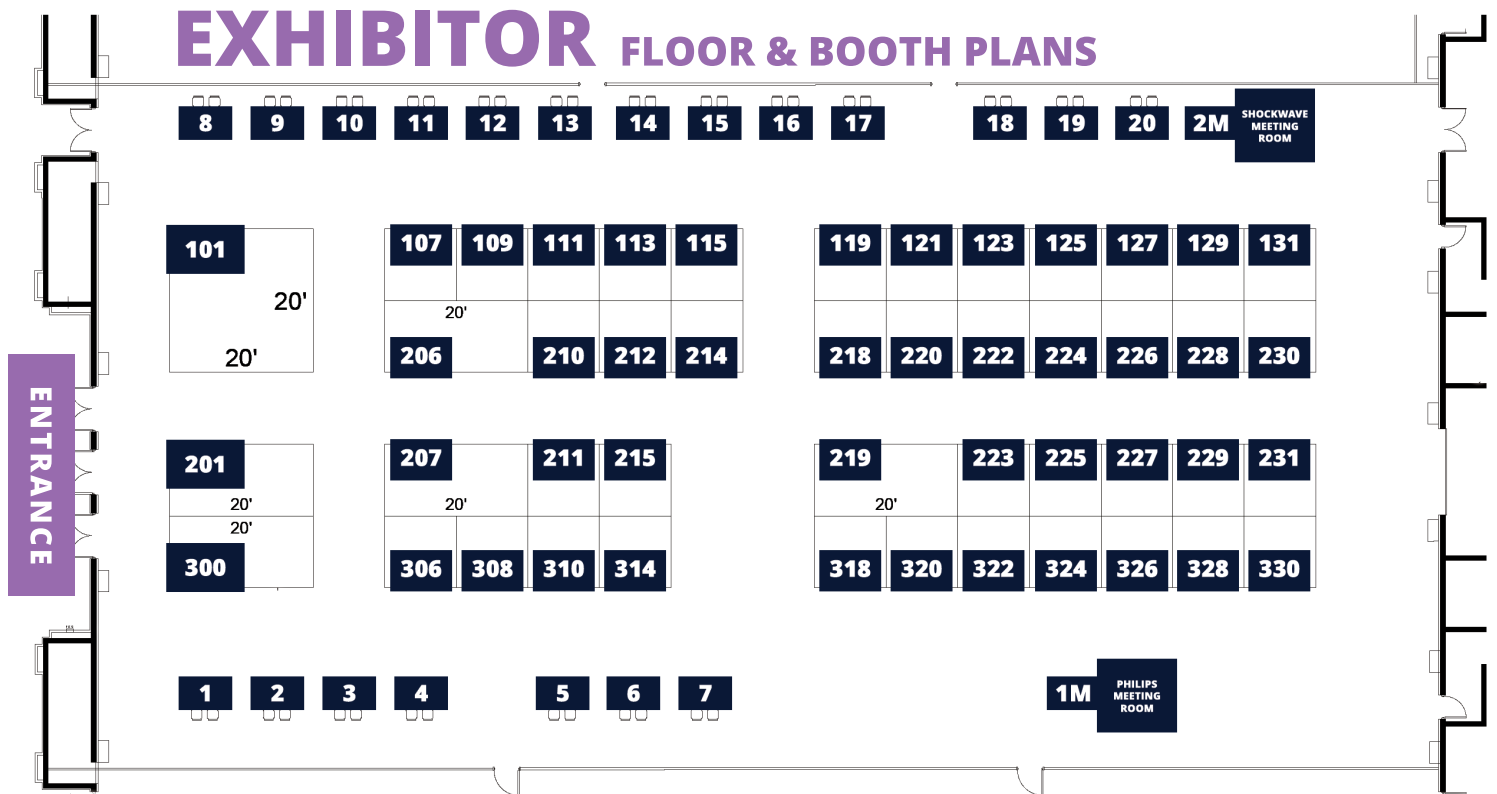 EXHIBITOR FLOOR & BOOTH PLANS
8 9 10 11 12 13 14 15 16 17 18 19 20 2M
SHOCKWAVE
MEETING
ROOM
101
107 109 111 113 115 119 121 123 125 127 129 131
20'
20'
20'
206 210 212 214 218 220 222 224 226 228 230
ENTRANCE
201
207 211 215 219 223 225 227 229 231
20' 20' 20'
20'
300
306 308 310 314 318 320 322 324 326 328 330
1 2 3 4 5 6 7 1M
PHILIPS
MEETING
ROOM